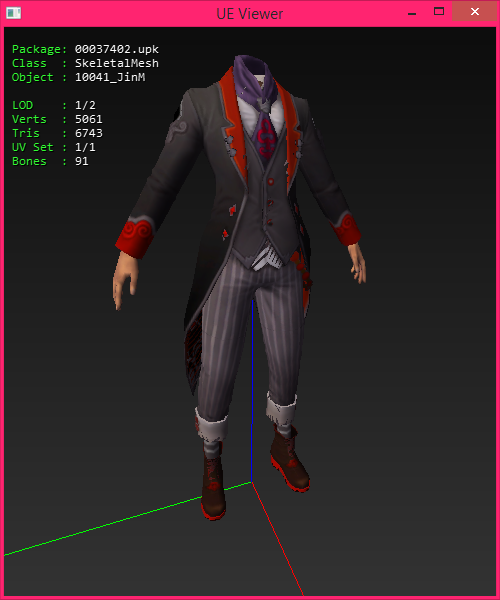 UE Viewer
Package: 00037402.upk
Class : SkeletalMesh
Object : 10041_JinM
LOD : 1/2
Verts : 5061
Tris : 6743
UV Set : 1/1
Bones : 91